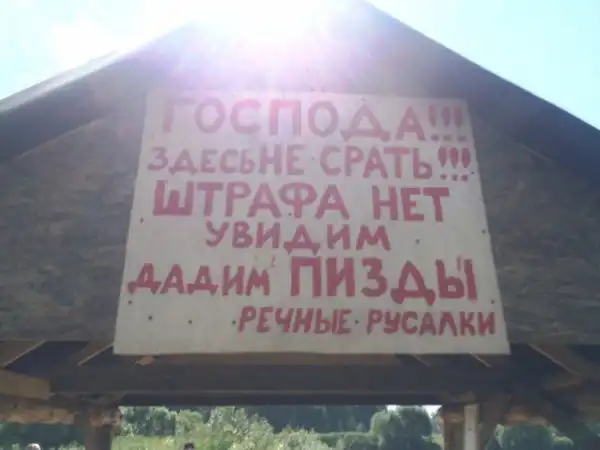 ГОСПОДА!!!
ЗДЕСЬ НЕ СРАТЬ!!!
ШТРАФА НЕТ
УВИДИМ
ДАДИМ ПИЗДЫ
РЕЧНЫЕ РУСАЛКИ